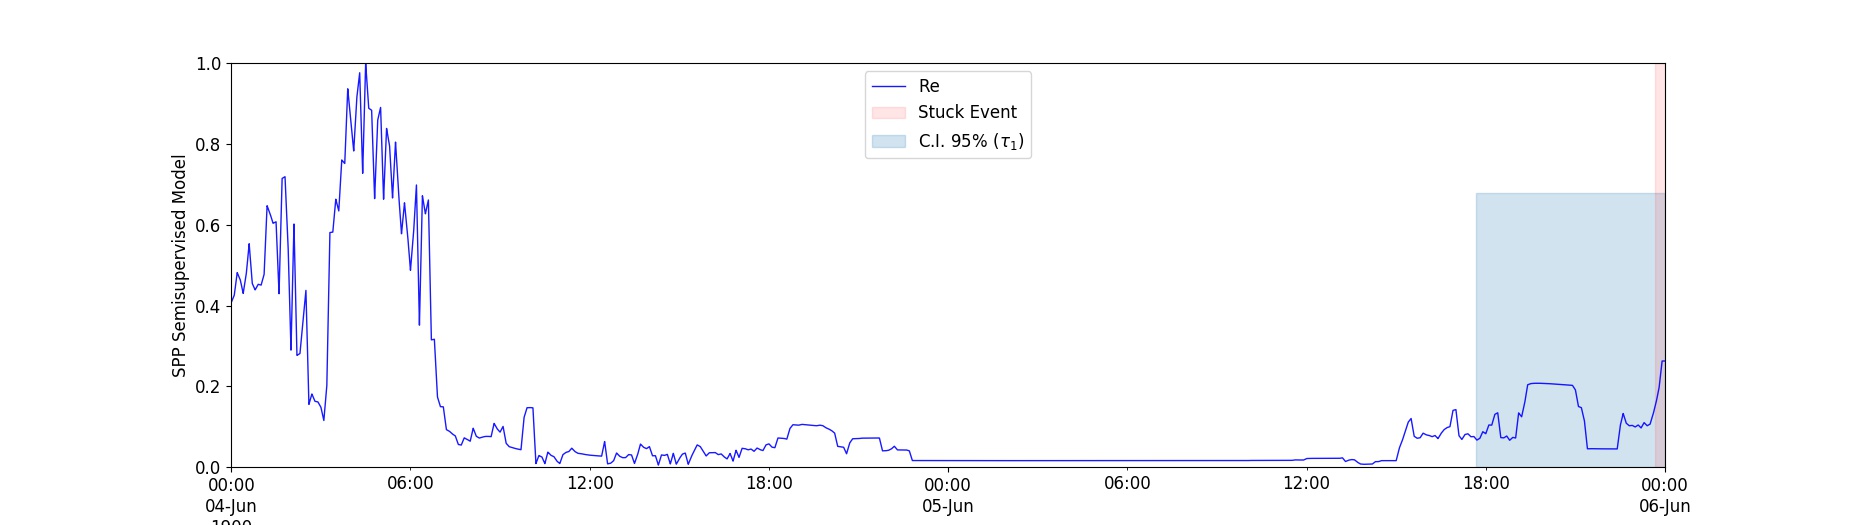 SPP Semisupervised Model
1.0
0.8
0.6
0.4
0.2
0.0
Re
Stuck Event
C.I. 95% (τ₁)
00:00 06:00 12:00 18:00 00:00 06:00 12:00 18:00 00:00
04-Jun 05-Jun 06-Jun
1900